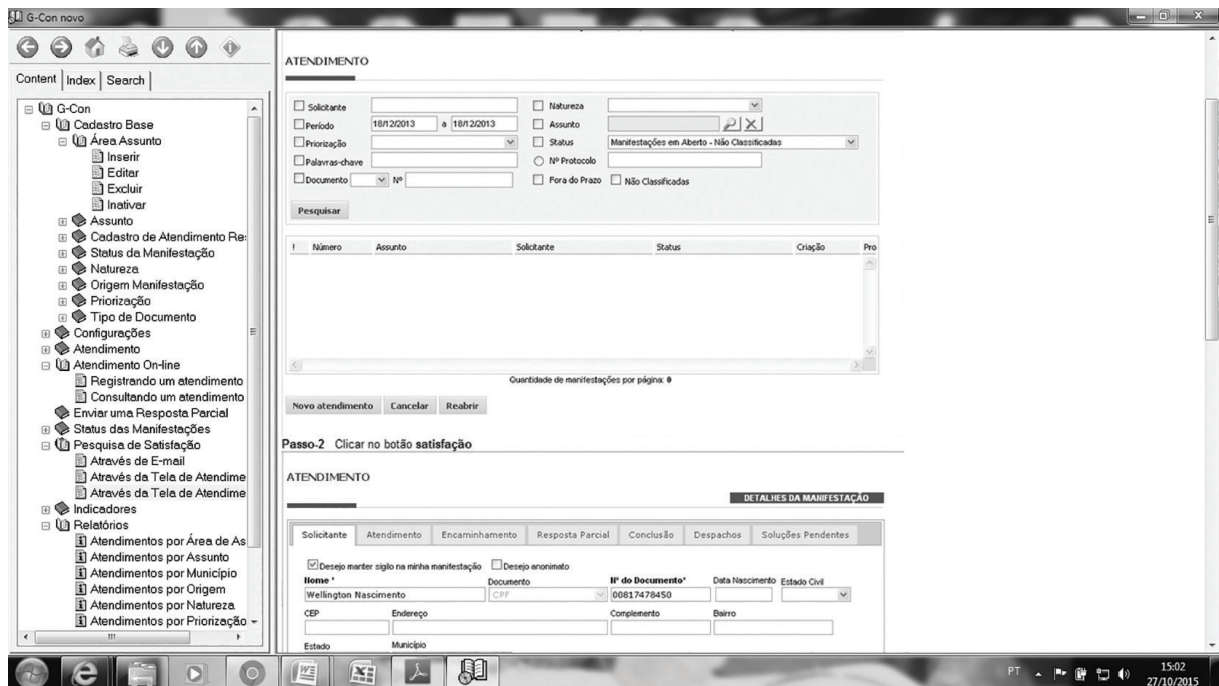 G-Con novo
Content Index Search
G-Con
Cadastro Base
Área Assunto
Inserir
Editar
Excluir
Inativar
Assunto
Cadastro de Atendimento Re
Status da Manifestação
Natureza
Origem Manifestação
Priorização
Tipo de Documento
Configurações
Atendimento
Atendimento On-line
Registrando um atendimento
Consultando um atendimento
Enviar uma Resposta Parcial
Status das Manifestações
Pesquisa de Satisfação
Através de E-mail
Através da Tela de Atendime
Através da Tela de Atendime
Indicadores
Relatórios
Atendimentos por Área de As
Atendimentos por Assunto
Atendimentos por Município
Atendimentos por Origem
Atendimentos por Natureza
Atendimentos por Priorização
ATENDIMENTO
Solicitante Natureza
Período 18/12/2013 a 18/12/2013 Assunto
Priorização Status Manifestações em Aberto - Não Classificadas
Palavras-chave Nº Protocolo
Documento Nº Fora do Prazo Não Classificadas
Pesquisar
! Número Assunto Solicitante Status Criação Pro
Quantidade de manifestações por página: 0
Novo atendimento Cancelar Reabrir
Passo-2 Clicar no botão satisfação
ATENDIMENTO
DETALHES DA MANIFESTAÇÃO
Solicitante Atendimento Encaminhamento Resposta Parcial Conclusão Despachos Soluções Pendentes
Desejo manter sigilo na minha manifestação Desejo anonimato
Nome * Documento Nº do Documento* Data Nascimento Estado Civil
Wellington Nascimento CPF 00817478450
CEP Endereço Complemento Bairro
Estado Município
PT 15:02
27/10/2015